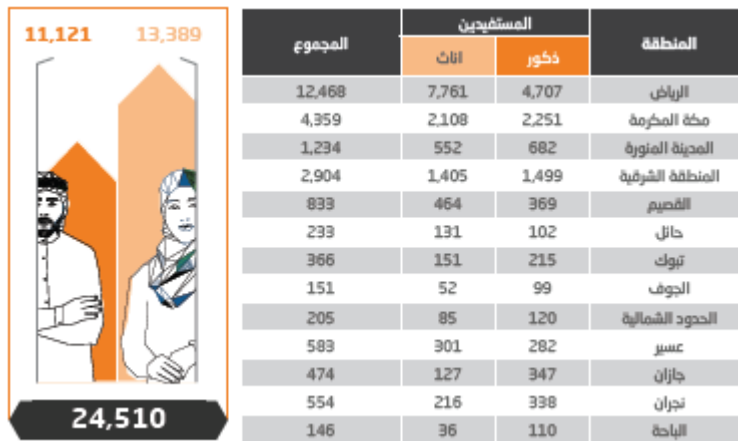 11,121 13,389
24,510
المنطقة المستفيدين المجموع
ذكور اناث
الرياض 4,707 7,761 12,468
مكة المكرمة 2,251 2,108 4,359
المدينة المنورة 682 552 1,234
المنطقة الشرقية 1,499 1,405 2,904
القصيم 369 464 833
حائل 102 131 233
تبوك 215 151 366
الجوف 99 52 151
الحدود الشمالية 120 85 205
عسير 282 301 583
جازان 347 127 474
نجران 338 216 554
الباحة 110 36 146